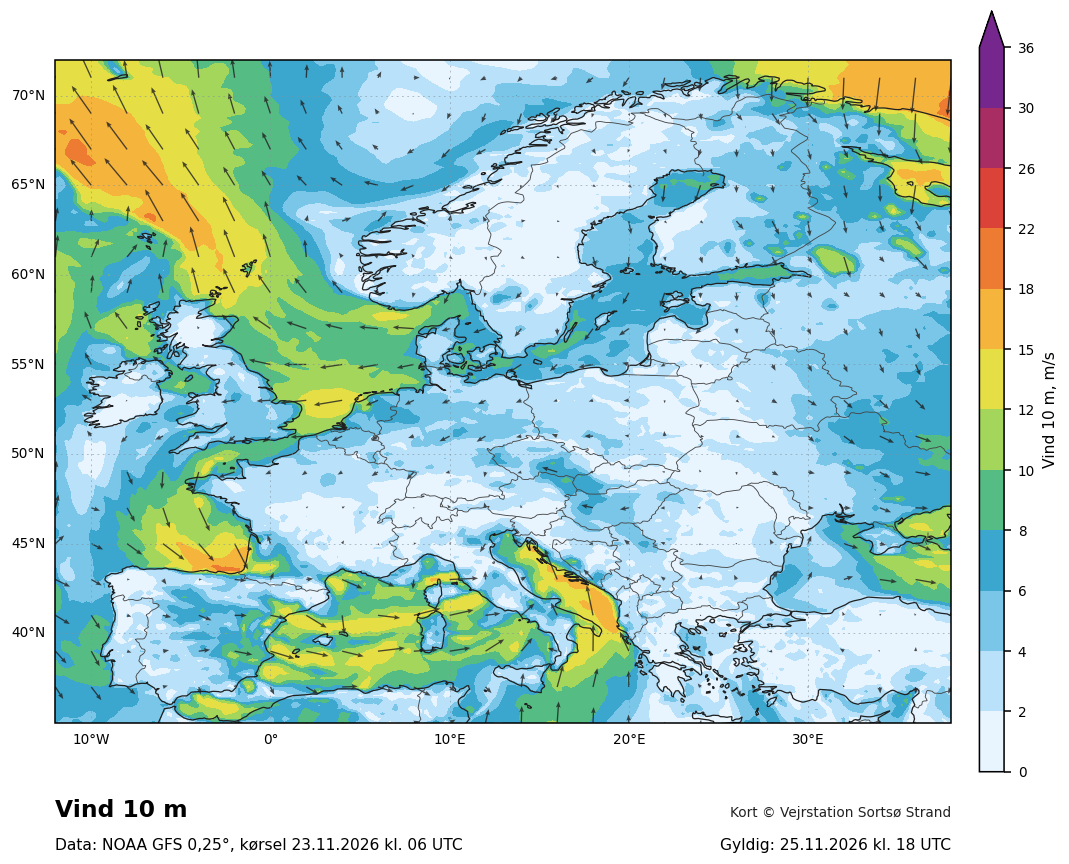 36
30
26
22
18
15
12
10
8
6
4
2
0
Vind 10 m, m/s
70°N
65°N
60°N
55°N
50°N
45°N
40°N
10°W
0°
10°E
20°E
30°E
Vind 10 m
Kort © Vejrstation Sortsø Strand
Data: NOAA GFS 0,25°, kørsel 23.11.2026 kl. 06 UTC
Gyldig: 25.11.2026 kl. 18 UTC